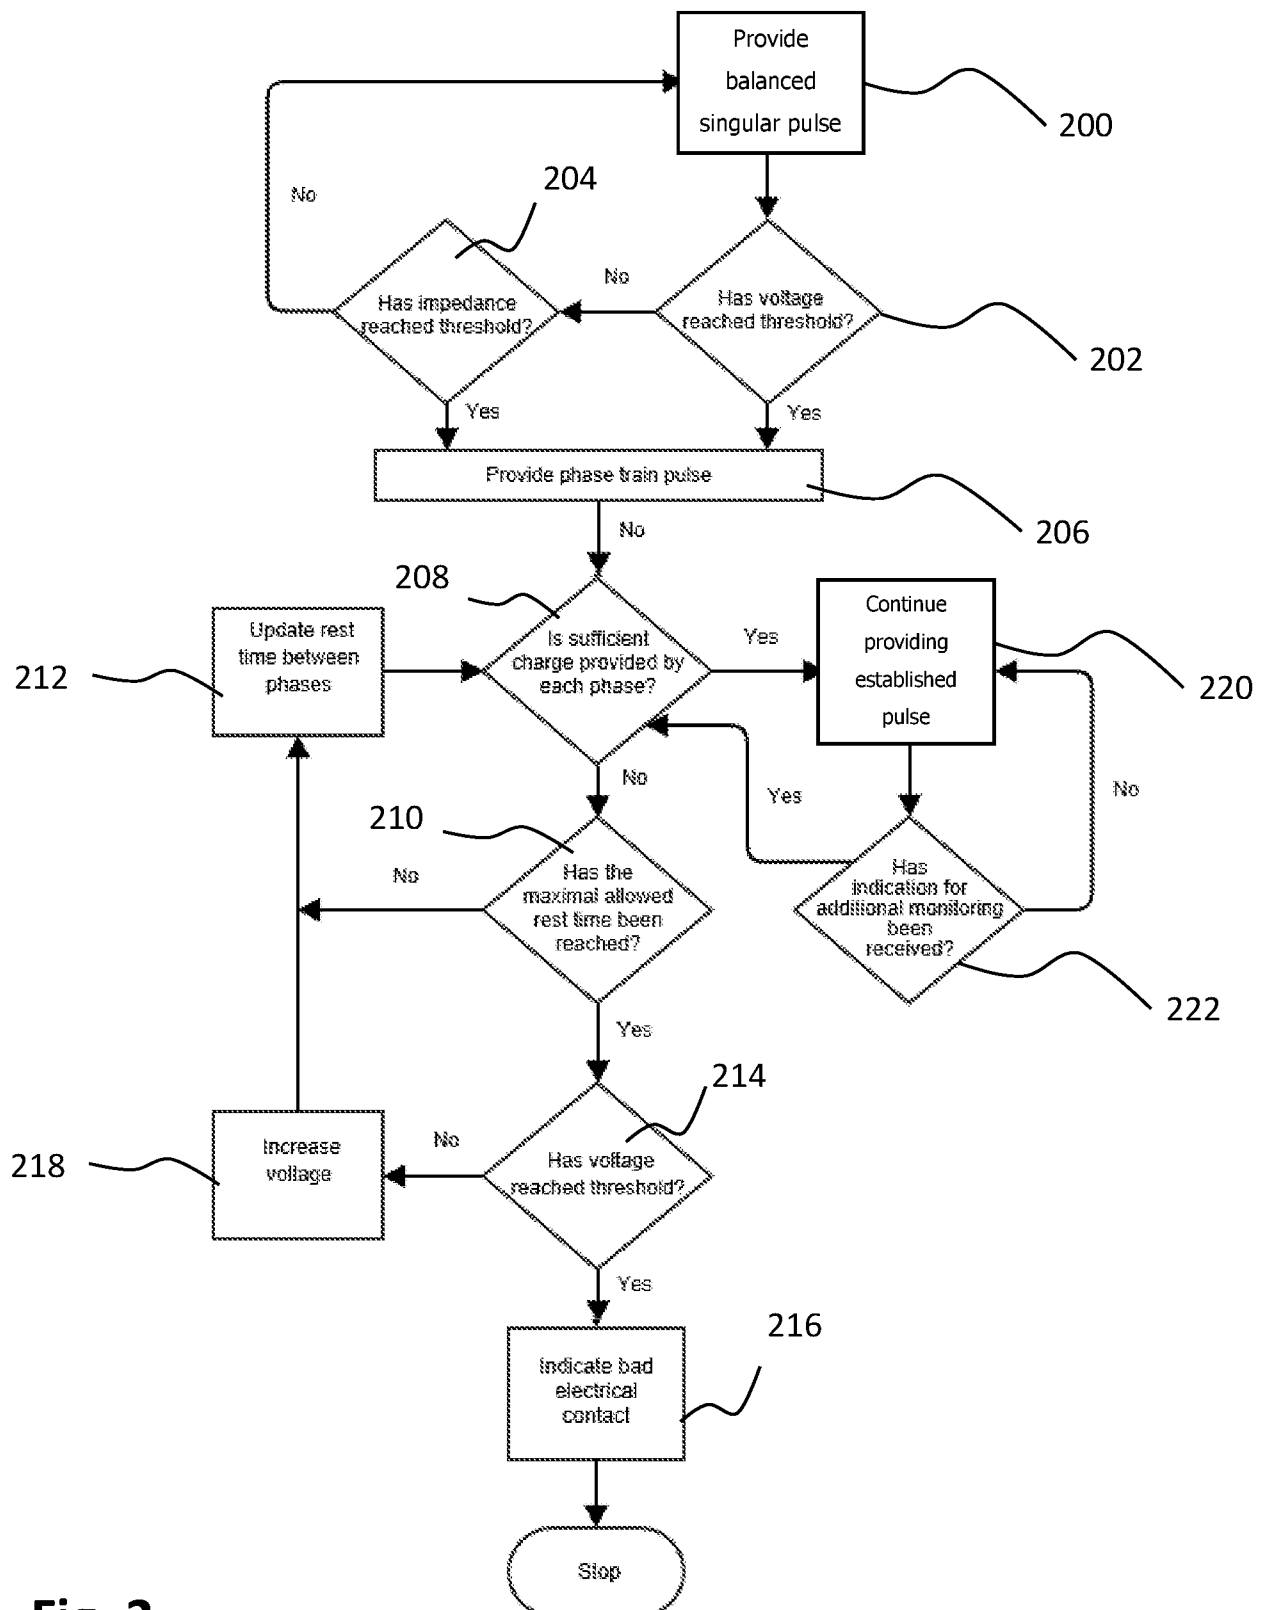 Provide
balanced
singular pulse
200
No
204
Has impedance
reached threshold?
No
Has voltage
reached threshold?
202
Yes
Yes
Provide phase train pulse
206
No
208
Is sufficient
charge provided by
each phase?
Yes
Continue
providing
established
pulse
220
Update rest
time between
phases
212
No
Yes
No
210
Has the
maximal allowed
rest time been
reached?
No
Has
indication for
additional monitoring
been
received?
222
Yes
214
Has voltage
reached threshold?
No
Increase
voltage
218
Yes
216
Indicate bad
electrical
contact
Stop